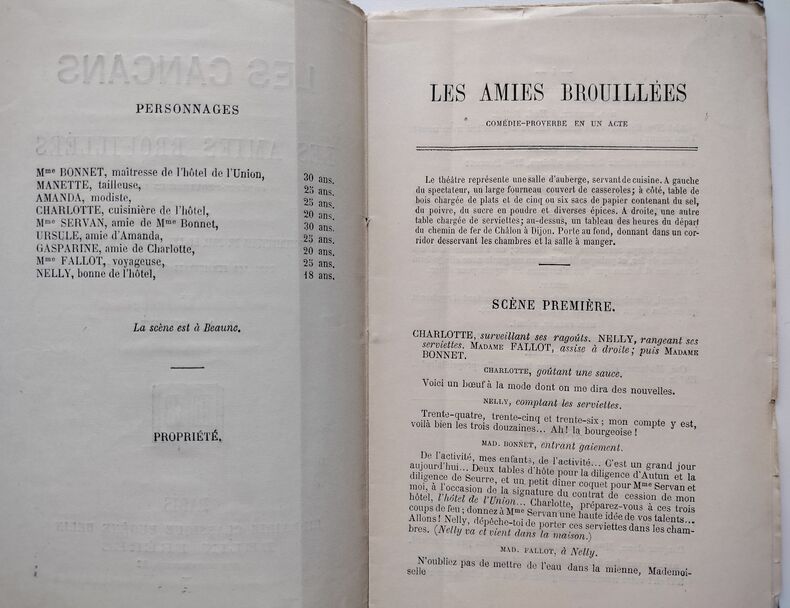 PERSONNAGES
Mme BONNET, maîtresse de l'hôtel de l'Union, 30 ans.
MANETTE, tailleuse, 25 ans.
AMANDA, modiste, 25 ans.
CHARLOTTE, cuisinière de l'hôtel, 20 ans.
Mme SERVAN, amie de Mme Bonnet, 30 ans.
URSULE, amie d'Amanda, 25 ans.
GASPARINE, amie de Charlotte, 20 ans.
Mme FALLOT, voyageuse, 25 ans.
NELLY, bonne de l'hôtel, 18 ans.
La scène est à Beaune.
PROPRIÉTÉ.
LES AMIES BROUILLÉES
COMÉDIE-PROVERBE EN UN ACTE
Le théâtre représente une salle d'auberge, servant de cuisine. A gauche
du spectateur, un large fourneau couvert de casseroles; à côté, table de
bois chargée de plats et de cinq ou six sacs de papier contenant du sel,
du poivre, du sucre en poudre et diverses épices. A droite, une autre
table chargée de serviettes; au-dessus, un tableau des heures du départ
du chemin de fer de Châlon à Dijon. Porte au fond, donnant dans un cor-
ridor desservant les chambres et la salle à manger.
SCÈNE PREMIÈRE.
CHARLOTTE, surveillant ses ragoûts. NELLY, rangeant ses
serviettes. MADAME FALLOT, assise à droite; puis MADAME
BONNET.
CHARLOTTE, goûtant une sauce.
Voici un bœuf à la mode dont on me dira des nouvelles.
NELLY, comptant les serviettes.
Trente-quatre, trente-cinq et trente-six; mon compte y est,
voilà bien les trois douzaines... Ah! la bourgeoise!
MAD. BONNET, entrant gaiement.
De l'activité, mes enfants, de l'activité... C'est un grand jour
aujourd'hui... Deux tables d'hôte pour la diligence d'Autun et la
diligence de Seurre, et un petit dîner coquet pour Mme Servan et
moi, à l'occasion de la signature du contrat de cession de mon
hôtel, l'hôtel de l'Union... Charlotte, préparez-vous à ces trois
coups de feu; donnez à Mme Servan une haute idée de vos talents...
Allons! Nelly, dépêche-toi de porter ces serviettes dans les cham-
bres. (Nelly va et vient dans la maison.)
MAD. FALLOT, à Nelly.
N'oubliez pas de mettre de l'eau dans la mienne, Mademoi-
selle